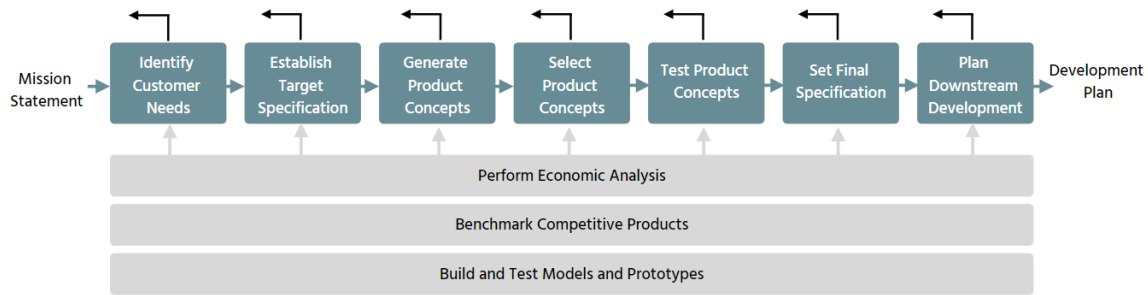 Mission
Statement
Identify
Customer
Needs
Establish
Target
Specification
Generate
Product
Concepts
Select
Product
Concepts
Test Product
Concepts
Set Final
Specification
Plan
Downstream
Development
Development
Plan
Perform Economic Analysis
Benchmark Competitive Products
Build and Test Models and Prototypes